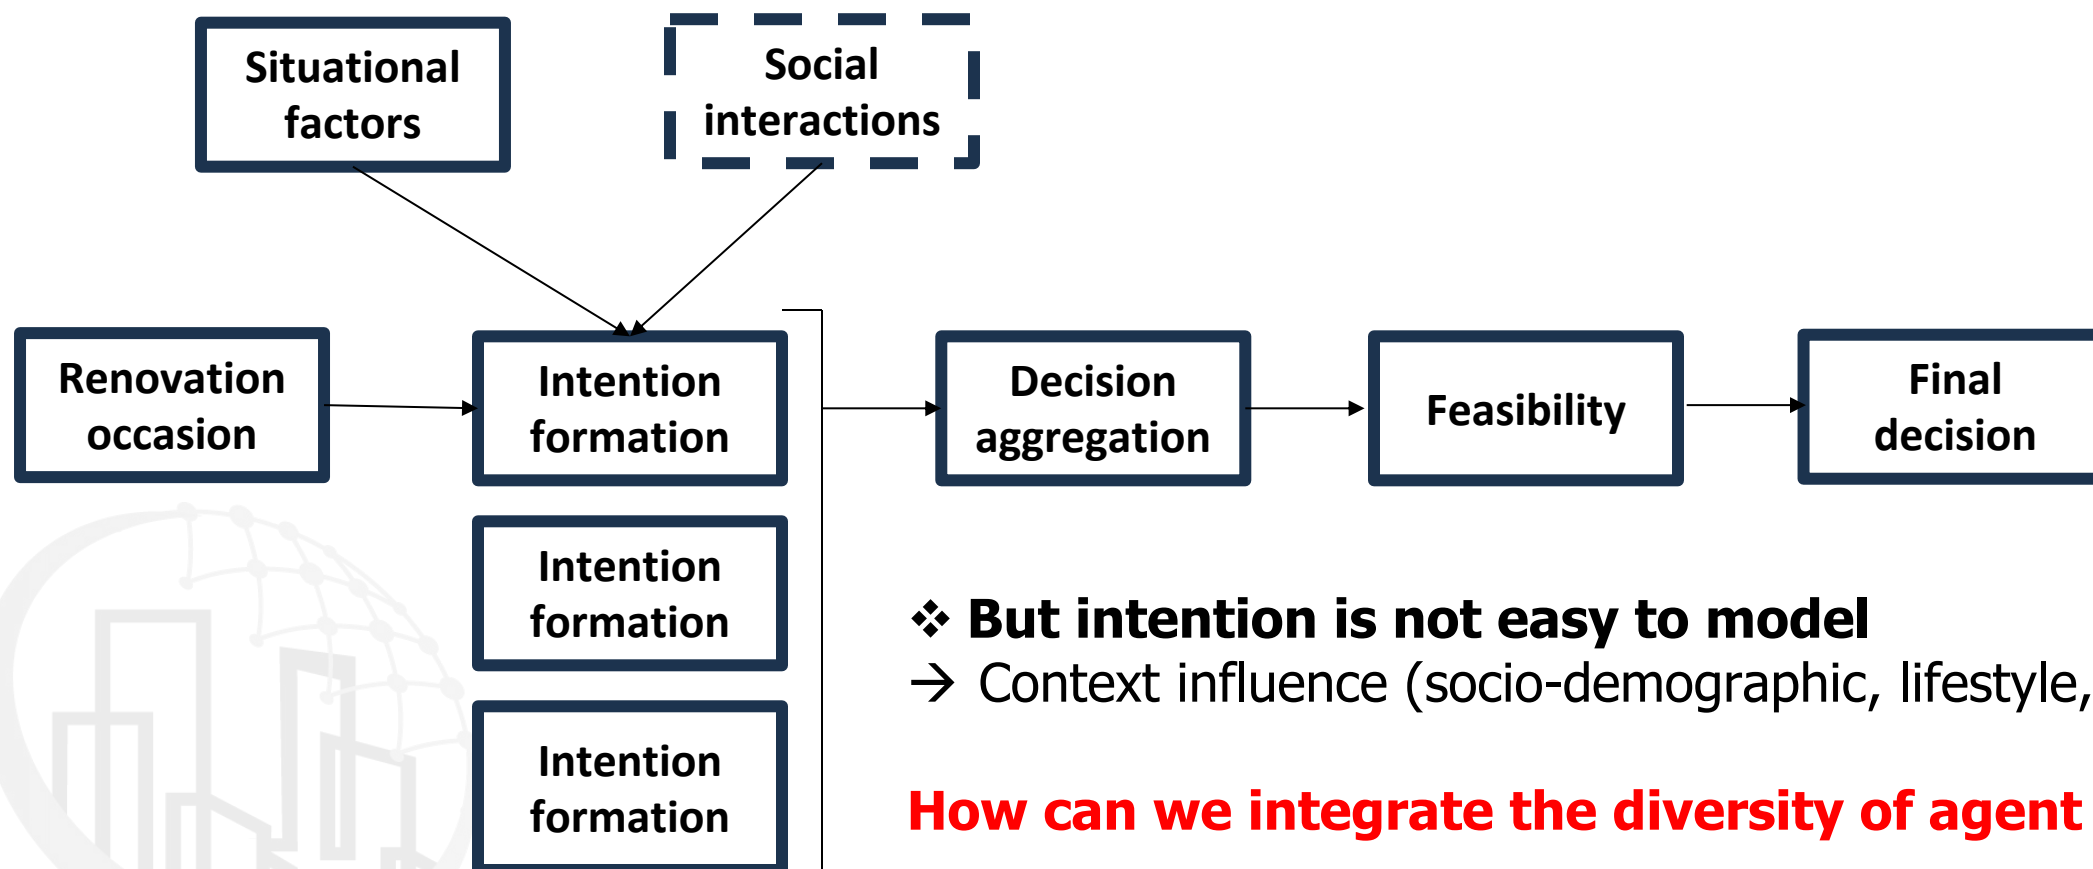 Situational
factors
Social
interactions
Renovation
occasion
Intention
formation
Decision
aggregation
Feasibility
Final
decision
Intention
formation
Intention
formation
❖ But intention is not easy to model
→ Context influence (socio-demographic, lifestyle,
How can we integrate the diversity of agent